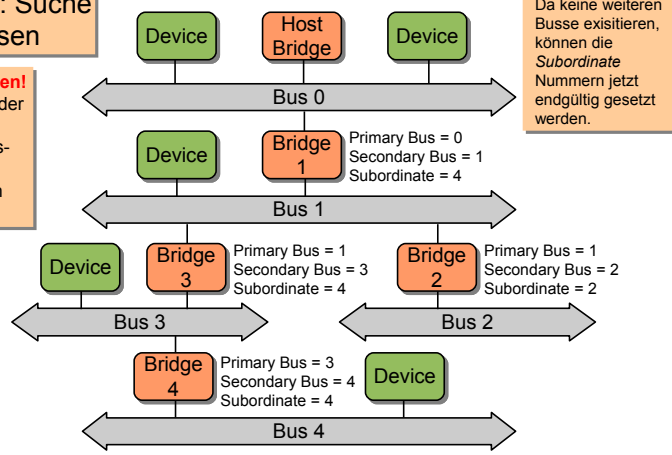 : Suche
sen
en!
der
s-
n
Da keine weiteren
Busse exisitieren,
können die
Subordinate
Nummern jetzt
endgültig gesetzt
werden.
Device
Host
Bridge
Device
Bus 0
Device
Bridge
1
Primary Bus = 0
Secondary Bus = 1
Subordinate = 4
Bus 1
Device
Bridge
3
Primary Bus = 1
Secondary Bus = 3
Subordinate = 4
Bridge
2
Primary Bus = 1
Secondary Bus = 2
Subordinate = 2
Bus 3
Bus 2
Bridge
4
Primary Bus = 3
Secondary Bus = 4
Subordinate = 4
Device
Bus 4